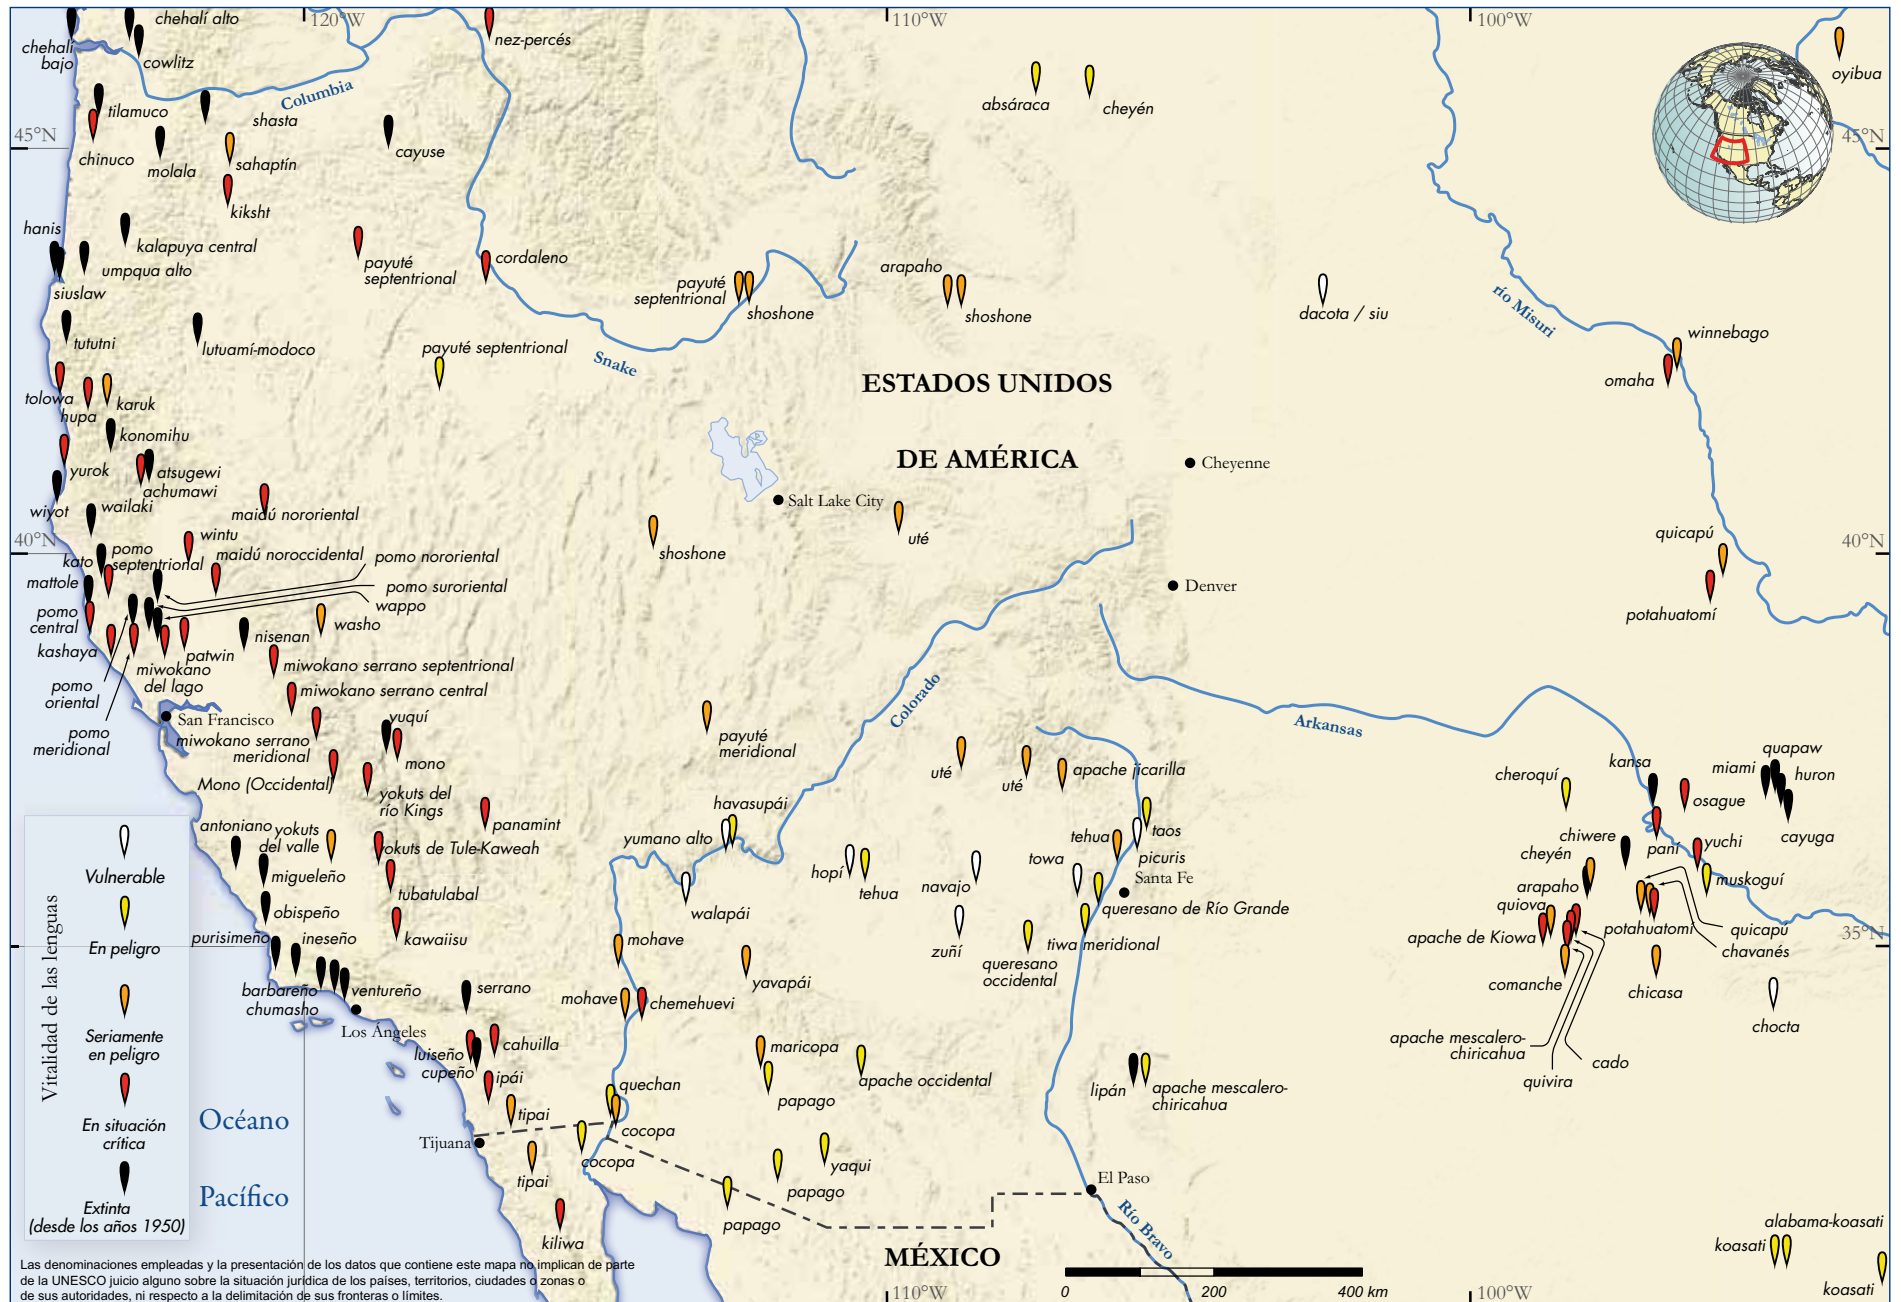 120°W
110°W
100°W
chehalí alto
chehalí
bajo
cowlitz
nez-percés
absáraca
cheyén
oyibua
Columbia
tilamuco
shasta
45°N
45°N
chinuco
molala
sahaptín
cayuse
kiksht
hanis
kalapuya central
umpqua alto
siuslaw
payuté
septentrional
cordaleno
payuté
septentrional
shoshone
arapaho
shoshone
dacota / siu
río Misuri
tututni
lutuamí-modoco
payuté septentrional
Snake
winnebago
omaha
ESTADOS UNIDOS
DE AMÉRICA
tolowa
hupa
karuk
konomihu
yurok
atsugewi
achumawi
Cheyenne
Salt Lake City
wiyot
wailaki
maidú nororiental
uté
shoshone
quicapú
40°N
40°N
kato
pomo
septentrional
wintu
maidú noroccidental
pomo nororiental
pomo suroriental
wappo
mattole
pomo
central
kashaya
washo
nisenan
patwin
miwokano
del lago
Denver
potahuatomí
miwokano serrano septentrional
miwokano serrano central
pomo
oriental
pomo
meridional
San Francisco
miwokano serrano
meridional
yuquí
mono
Mono (Occidental)
yokuts del
río Kings
payuté
meridional
Colorado
Arkansas
uté
uté
apache jicarilla
cheroquí
kansa
miami
quapaw
huron
osague
cayuga
panamint
havasupái
yumano alto
antoniano
yokuts
del valle
yokuts de Tule-Kaweah
migueleño
tubatulabal
obispeño
kawaiisu
hopí
tehua
navajo
towa
tehua
taos
picuris
Santa Fe
chiwere
pani
yuchi
cheyén
muskoguí
arapaho
quiova
walapái
zuñí
queresano de Río Grande
tiwa meridional
queresano
occidental
apache de Kiowa
potahuatomí
quicapú
chavanés
35°N
purisimeño
ineseño
barbareño
chumasho
ventureño
serrano
Los Ángeles
mohave
yavapái
mohave
chemehuevi
comanche
chicasa
chocta
apache mescalero-
chiricahua
quivira
cado
luiseño
cahuilla
cupeño
ipái
maricopa
papago
apache occidental
lipán
apache mescalero-
chiricahua
quechan
tipai
cocopa
Tijuana
cocopa
tipai
yaqui
papago
papago
kiliwa
El Paso
Río Bravo
MÉXICO
alabama-koasati
koasati
koasati
Océano
Pacífico
Vitalidad de las lenguas
Vulnerable
En peligro
Seriamente
en peligro
En situación
crítica
Extinta
(desde los años 1950)
Las denominaciones empleadas y la presentación de los datos que contiene este mapa no implican de parte
de la UNESCO juicio alguno sobre la situación jurídica de los países, territorios, ciudades o zonas o
de sus autoridades, ni respecto a la delimitación de sus fronteras o límites.
0
200
400 km
110°W
100°W